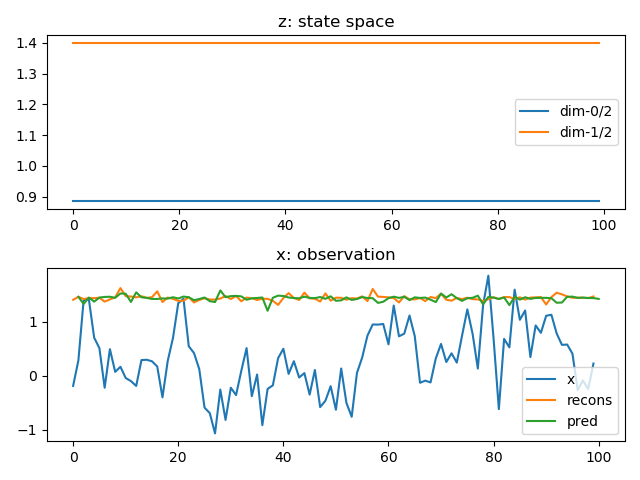 z: state space
1.4
1.3
1.2
1.1
1.0
0.9
dim-0/2
dim-1/2
0 20 40 60 80 100
x: observation
1
0
−1
x
recons
pred
0 20 40 60 80 100